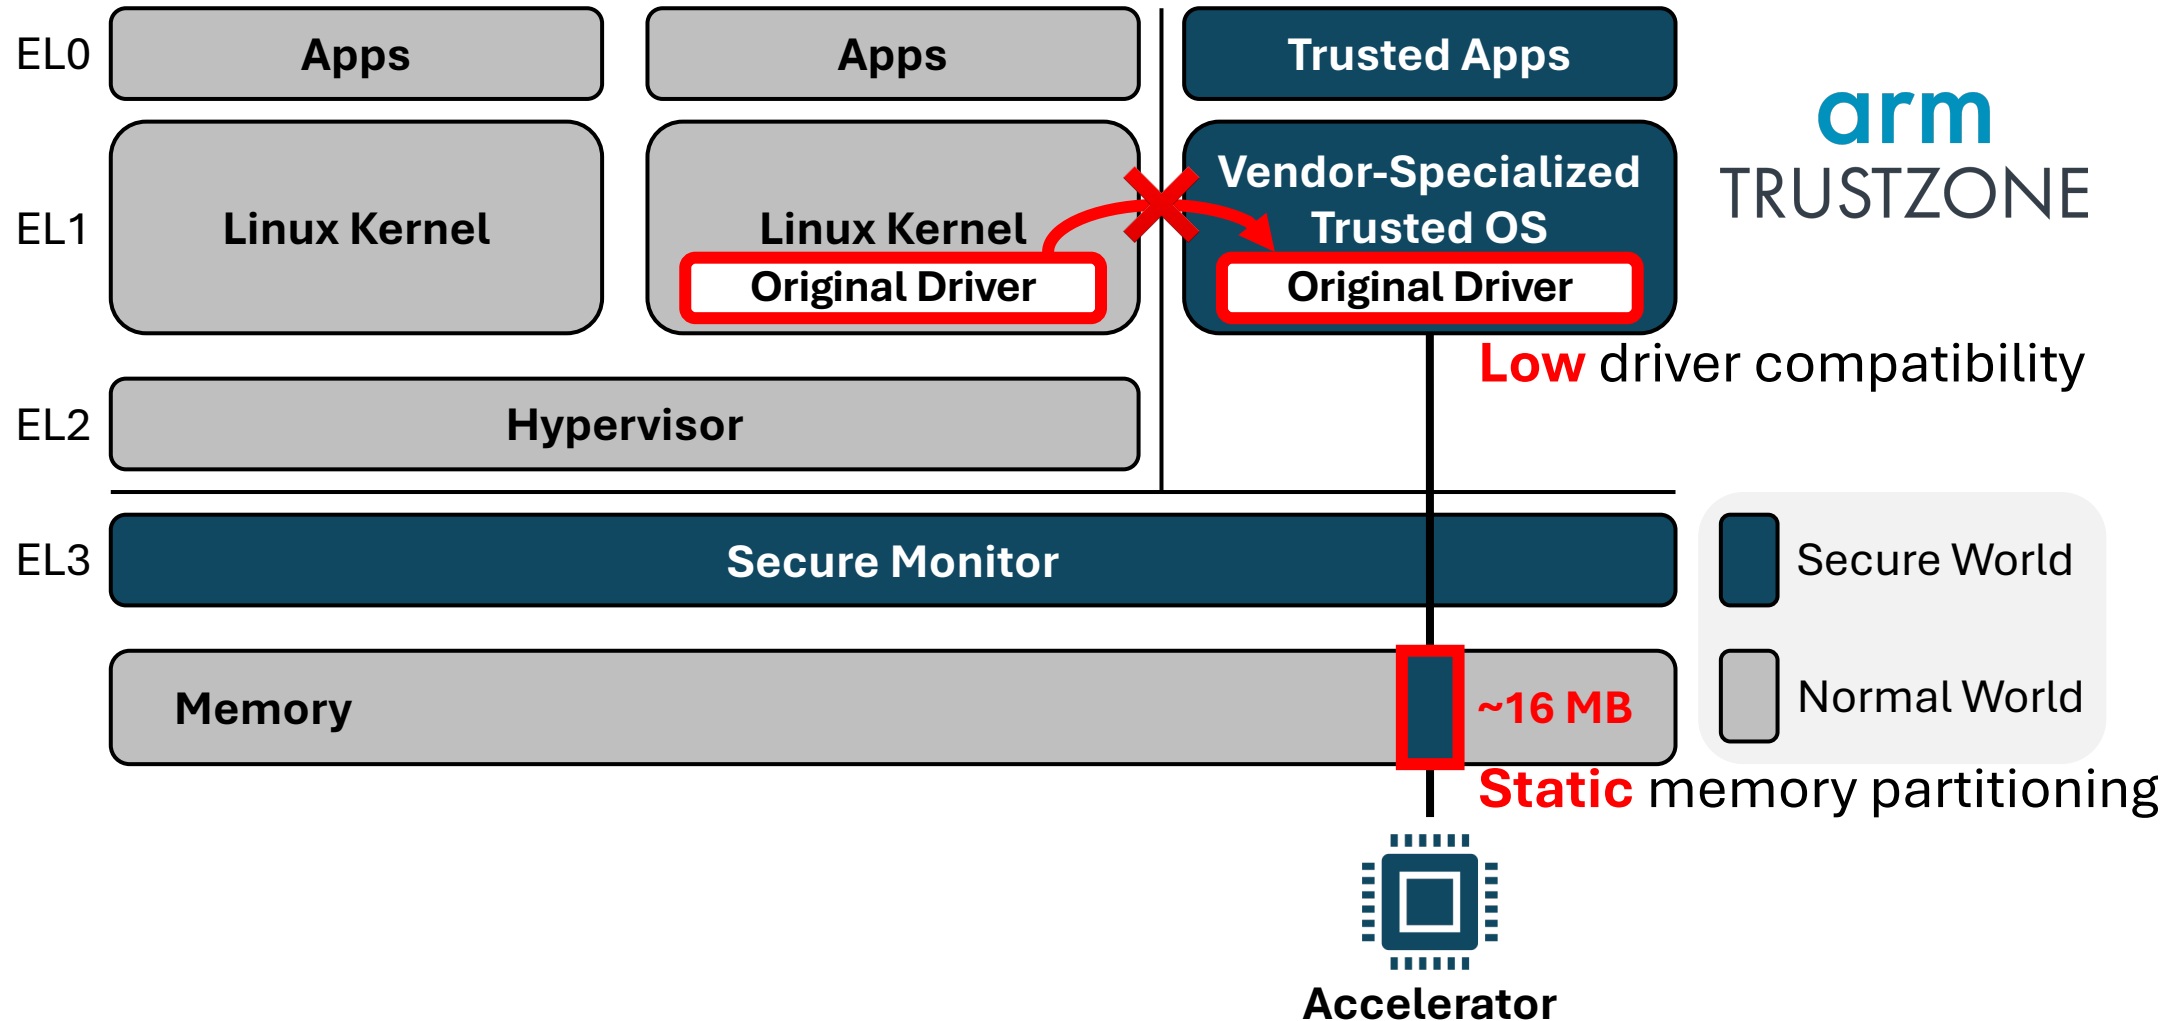 EL0
Apps
Apps
Trusted Apps
arm
TRUSTZONE
EL1
Linux Kernel
Linux Kernel
Original Driver
Vendor-Specialized
Trusted OS
Original Driver
Low driver compatibility
EL2
Hypervisor
EL3
Secure Monitor
Secure World
Memory
~16 MB
Normal World
Static memory partitioning
Accelerator